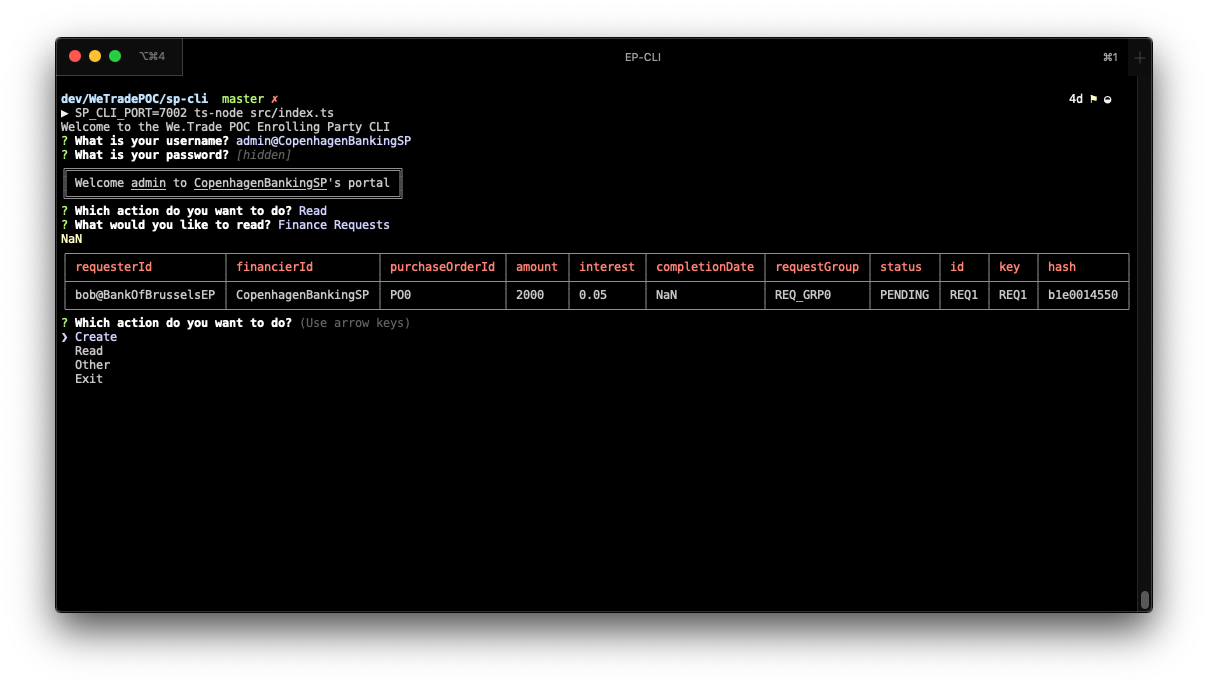 ⌥⌘4 EP-CLI ⌘1 +
dev/WeTradePOC/sp-cli master ✗ 4d ⚑ ◒
▶ SP_CLI_PORT=7002 ts-node src/index.ts
Welcome to the We.Trade POC Enrolling Party CLI
? What is your username? admin@CopenhagenBankingSP
? What is your password? [hidden]
Welcome admin to CopenhagenBankingSP's portal
? Which action do you want to do? Read
? What would you like to read? Finance Requests
NaN
requesterId financierId purchaseOrderId amount interest completionDate requestGroup status id key hash
bob@BankOfBrusselsEP CopenhagenBankingSP PO0 2000 0.05 NaN REQ_GRP0 PENDING REQ1 REQ1 b1e0014550
? Which action do you want to do? (Use arrow keys)
❯ Create
Read
Other
Exit